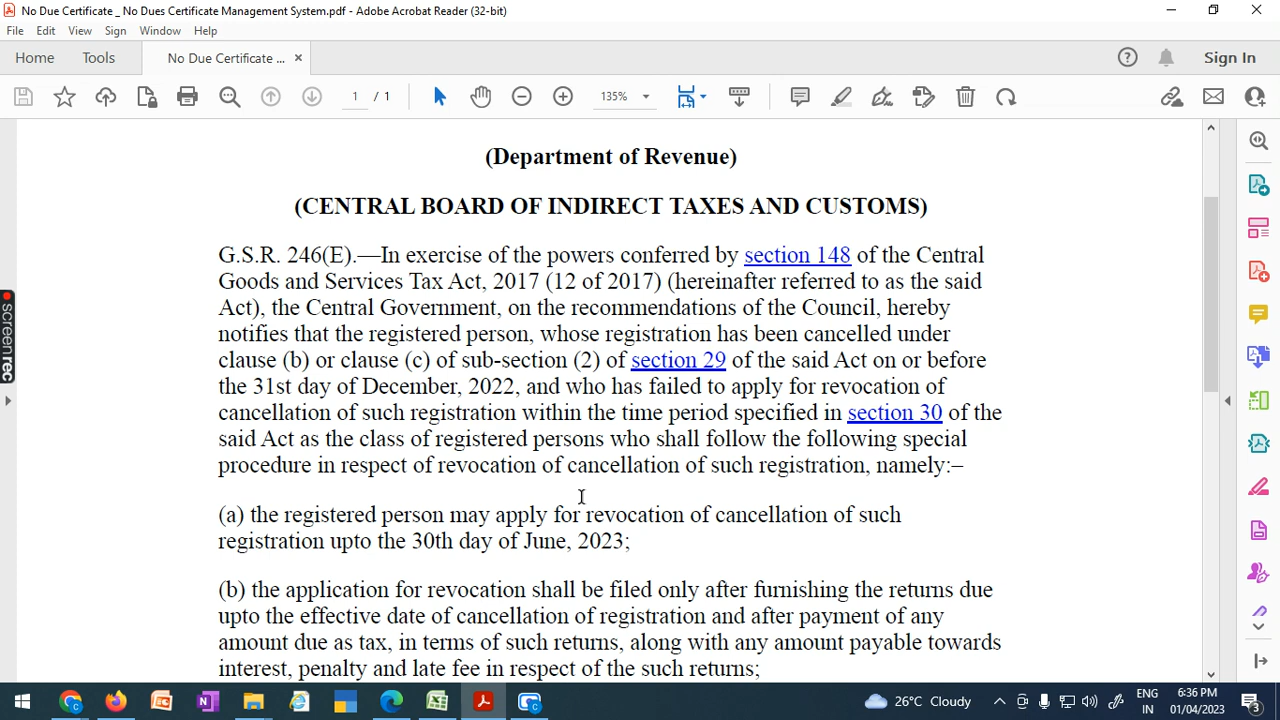 No Due Certificate _ No Dues Certificate Management System.pdf - Adobe Acrobat Reader (32-bit)
File Edit View Sign Window Help
Home Tools No Due Certificate ... × Sign In
1 / 1 135%
(Department of Revenue)
(CENTRAL BOARD OF INDIRECT TAXES AND CUSTOMS)
G.S.R. 246(E).—In exercise of the powers conferred by section 148 of the Central
Goods and Services Tax Act, 2017 (12 of 2017) (hereinafter referred to as the said
Act), the Central Government, on the recommendations of the Council, hereby
notifies that the registered person, whose registration has been cancelled under
clause (b) or clause (c) of sub-section (2) of section 29 of the said Act on or before
the 31st day of December, 2022, and who has failed to apply for revocation of
cancellation of such registration within the time period specified in section 30 of the
said Act as the class of registered persons who shall follow the following special
procedure in respect of revocation of cancellation of such registration, namely:–
(a) the registered person may apply for revocation of cancellation of such
registration upto the 30th day of June, 2023;
(b) the application for revocation shall be filed only after furnishing the returns due
upto the effective date of cancellation of registration and after payment of any
amount due as tax, in terms of such returns, along with any amount payable towards
interest, penalty and late fee in respect of the such returns;
screenrec
26°C Cloudy
ENG
IN
6:36 PM
01/04/2023
3